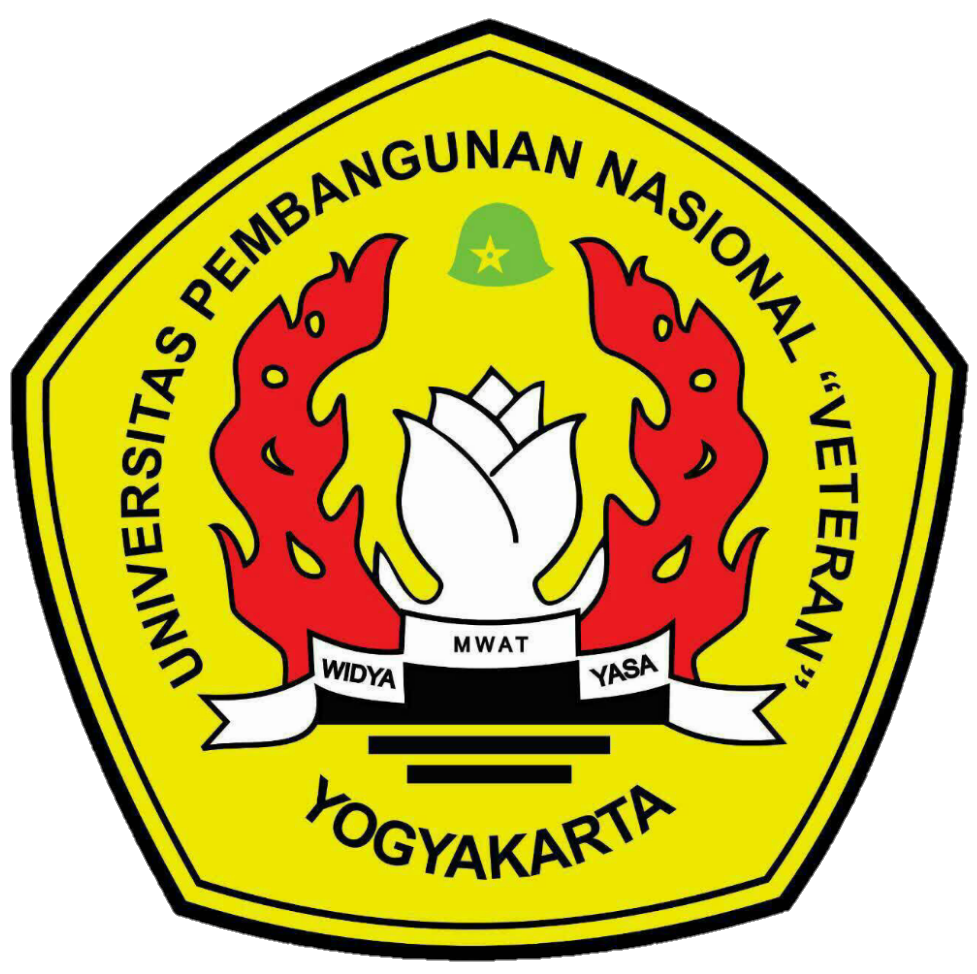 UNIVERSITAS PEMBANGUNAN NASIONAL “VETERAN”
WIDYA MWAT YASA
YOGYAKARTA